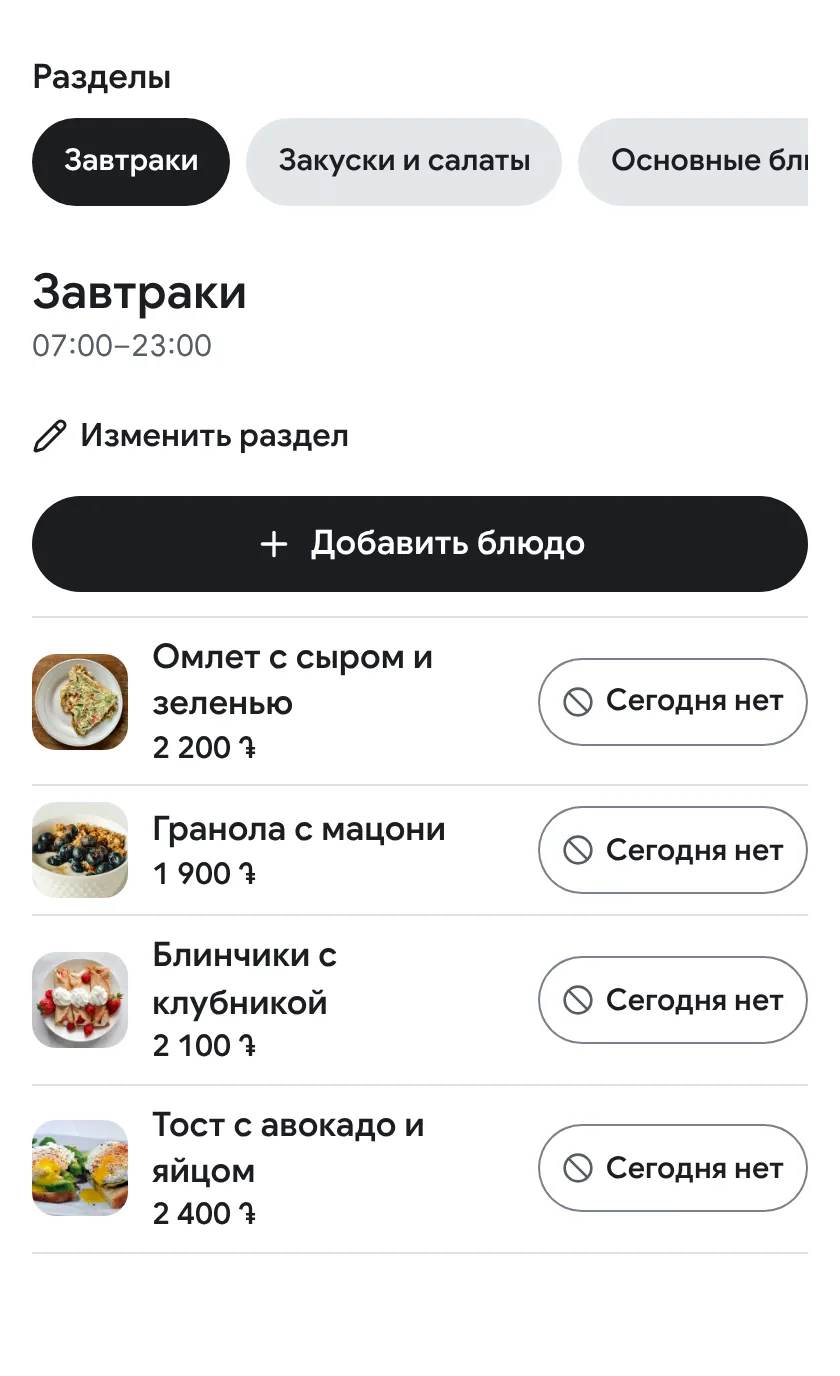 Разделы
Завтраки
Закуски и салаты
Основные бл
Завтраки
07:00–23:00
Изменить раздел
Добавить блюдо
Омлет с сыром и
зеленью
2 200 ֏
Сегодня нет
Гранола с мацони
1 900 ֏
Сегодня нет
Блинчики с
клубникой
2 100 ֏
Сегодня нет
Тост с авокадо и
яйцом
2 400 ֏
Сегодня нет